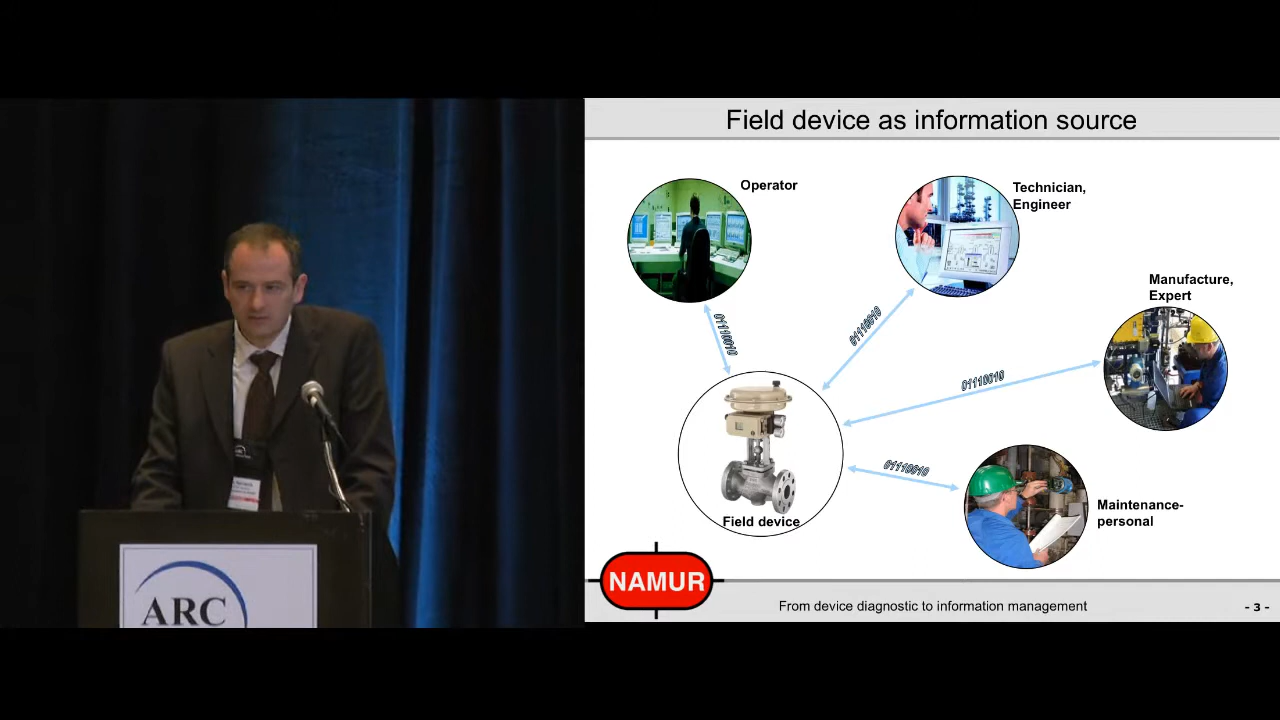 Field device as information source
Operator
Technician,
Engineer
Manufacture,
Expert
01110010
01110010
01110010
01110010
Maintenance-
personal
Field device
NAMUR
From device diagnostic to information management
- 3 -
ARC